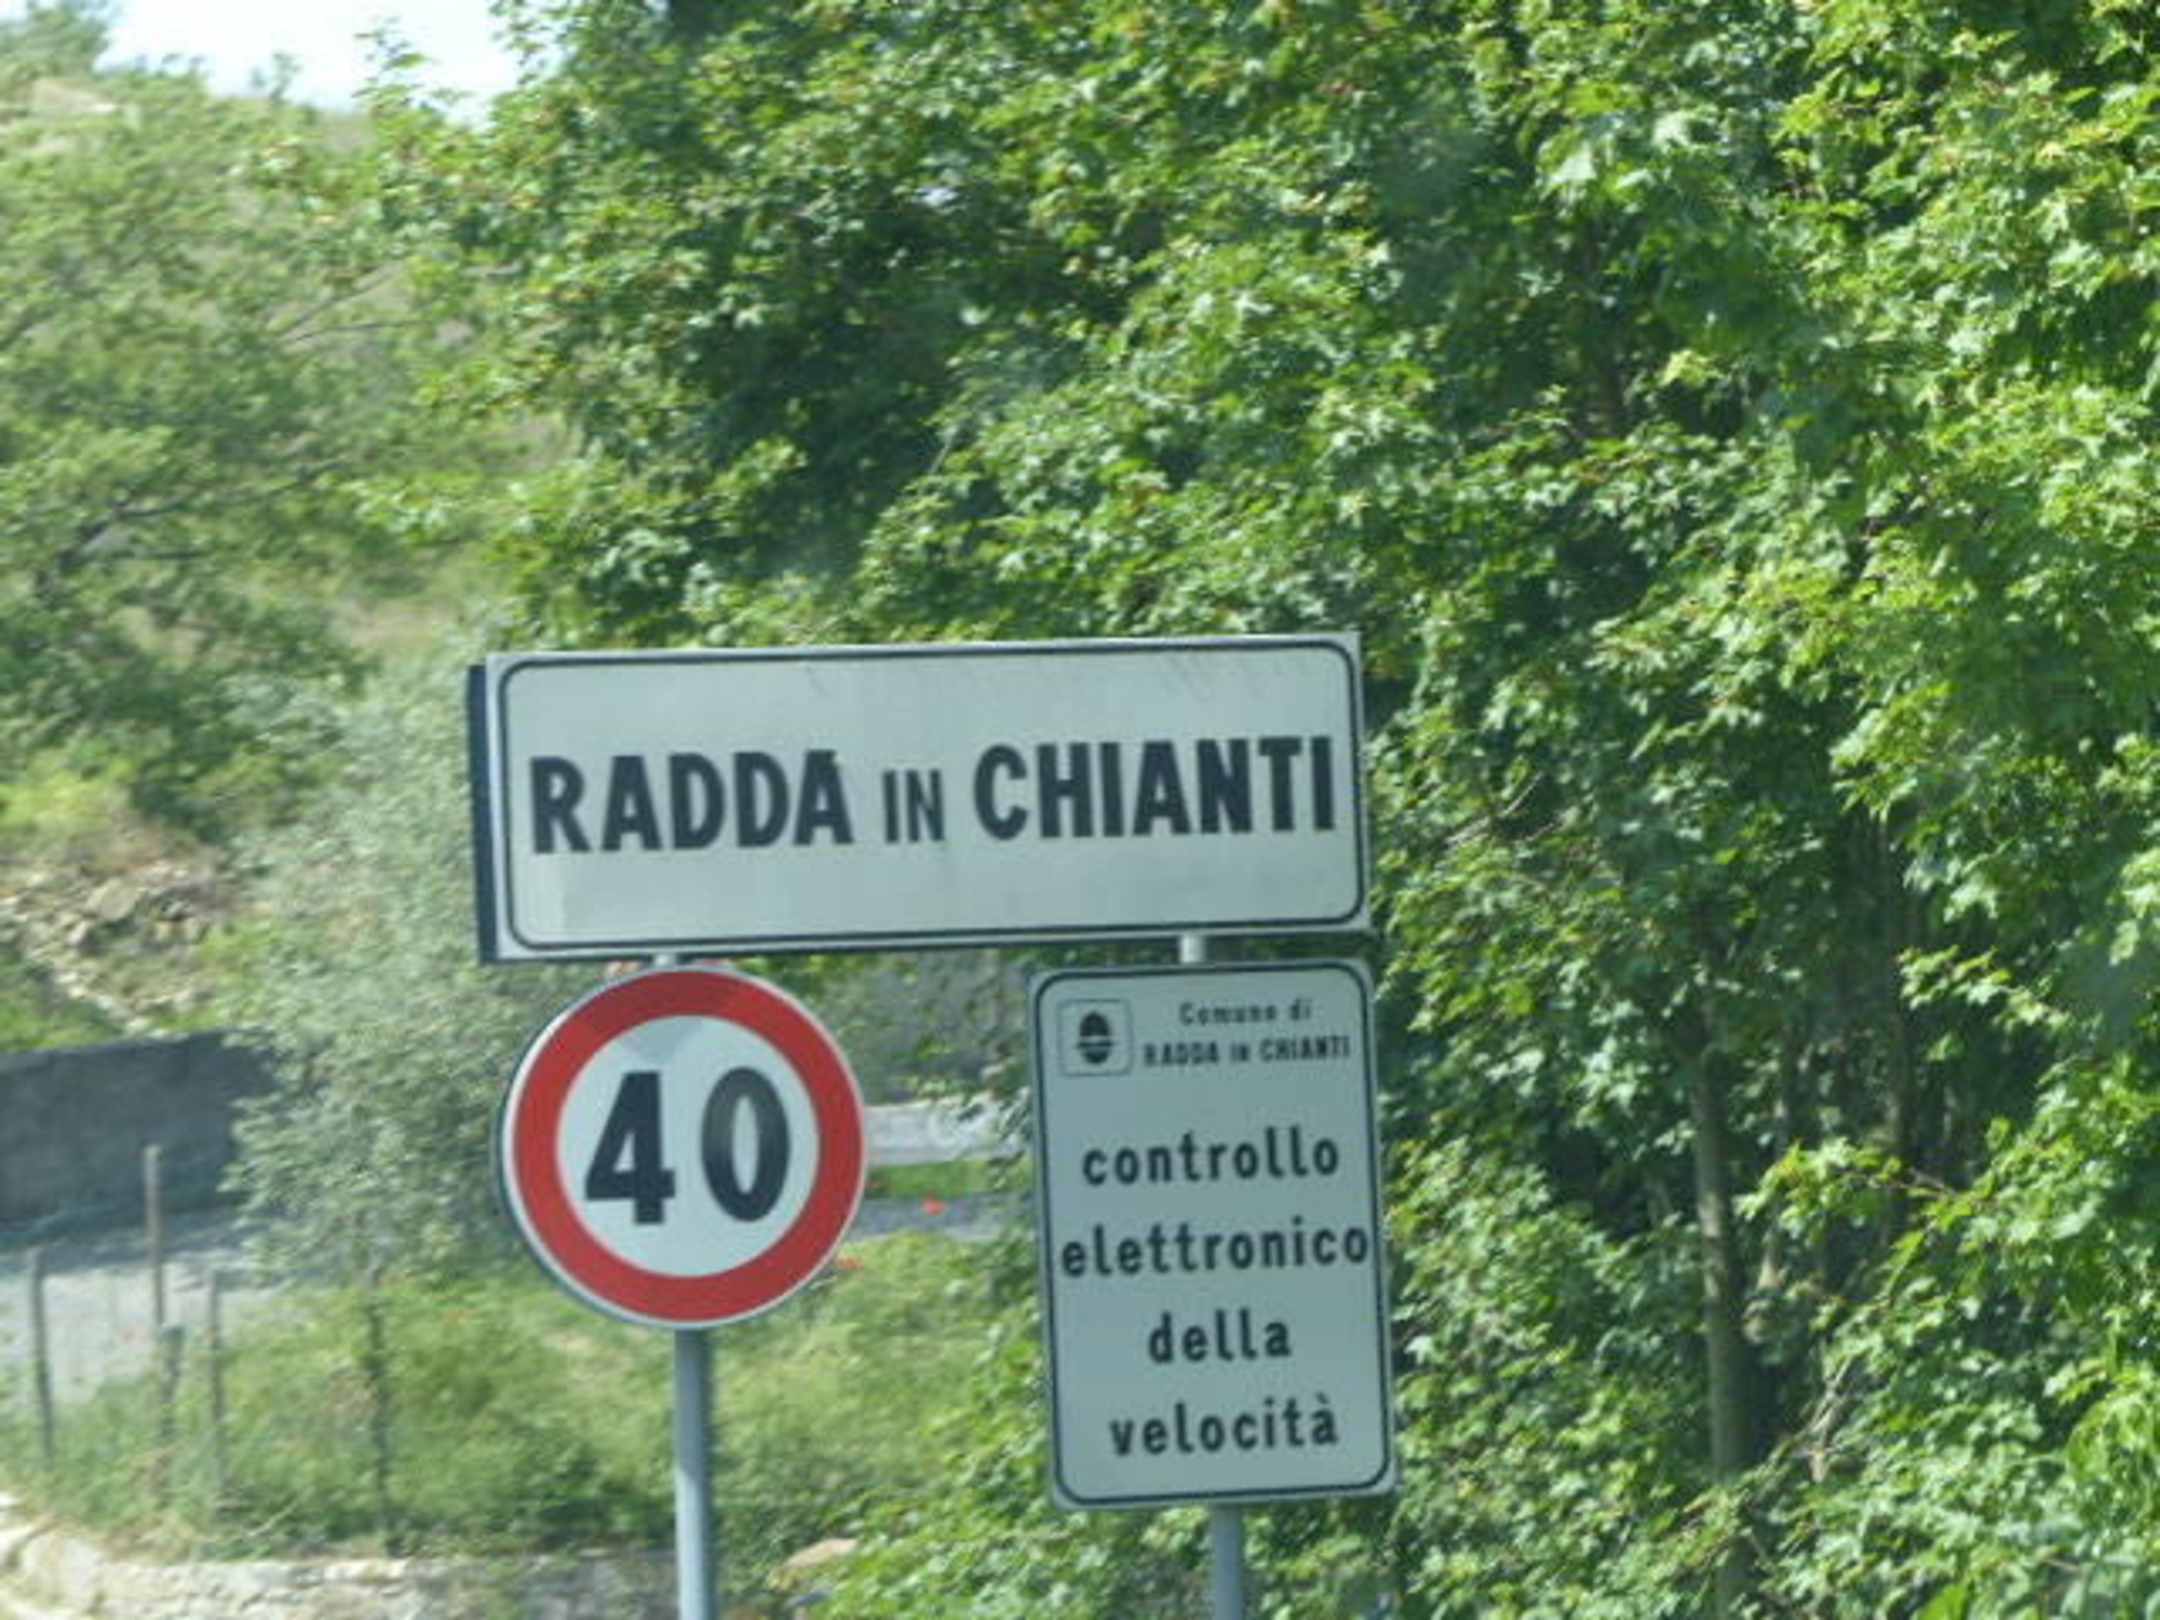 RADDA IN CHIANTI
40
Comune di
RADDA IN CHIANTI
controllo
elettronico
della
velocità